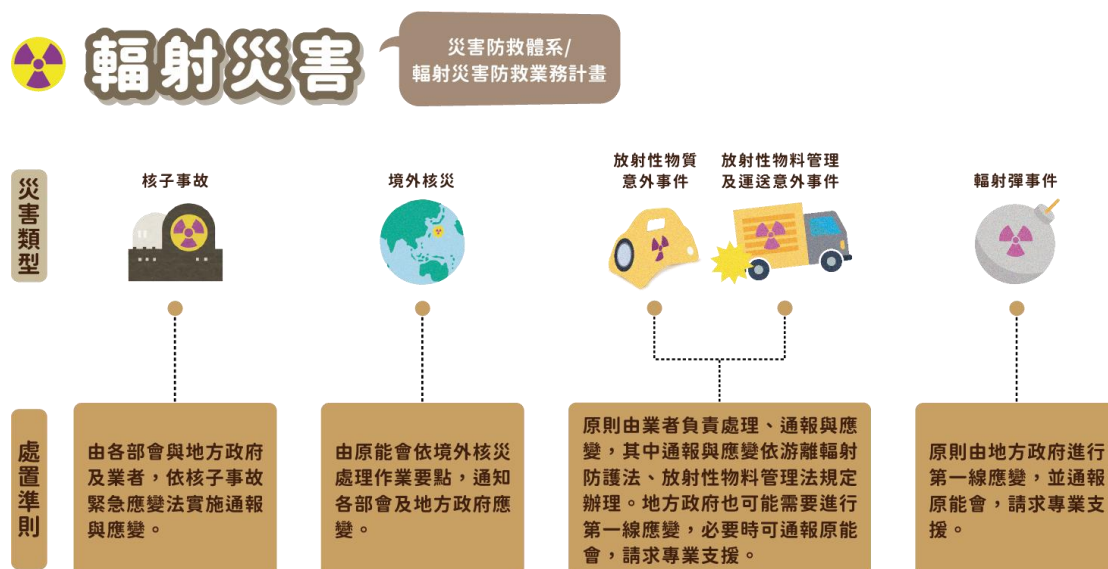 輻射災害
災害防救體系/
輻射災害防救業務計畫
災害類型
核子事故
境外核災
放射性物質
意外事件
放射性物料管理
及運送意外事件
輻射彈事件
處置準則
由各部會與地方政府
及業者，依核子事故
緊急應變法實施通報
與應變。
由原能會依境外核災
處理作業要點，通知
各部會及地方政府應
變。
原則由業者負責處理、通報與應
變，其中通報與應變依游離輻射
防護法、放射性物料管理法規定
辦理。地方政府也可能需要進行
第一線應變，必要時可通報原能
會，請求專業支援。
原則由地方政府進行
第一線應變，並通報
原能會，請求專業支
援。